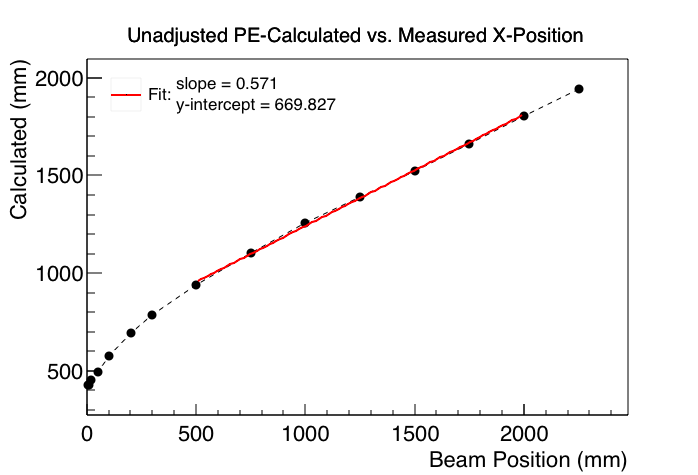 Unadjusted PE-Calculated vs. Measured X-Position
Calculated (mm)
2000
1500
1000
500
Fit: slope = 0.571
y-intercept = 669.827
0 500 1000 1500 2000
Beam Position (mm)